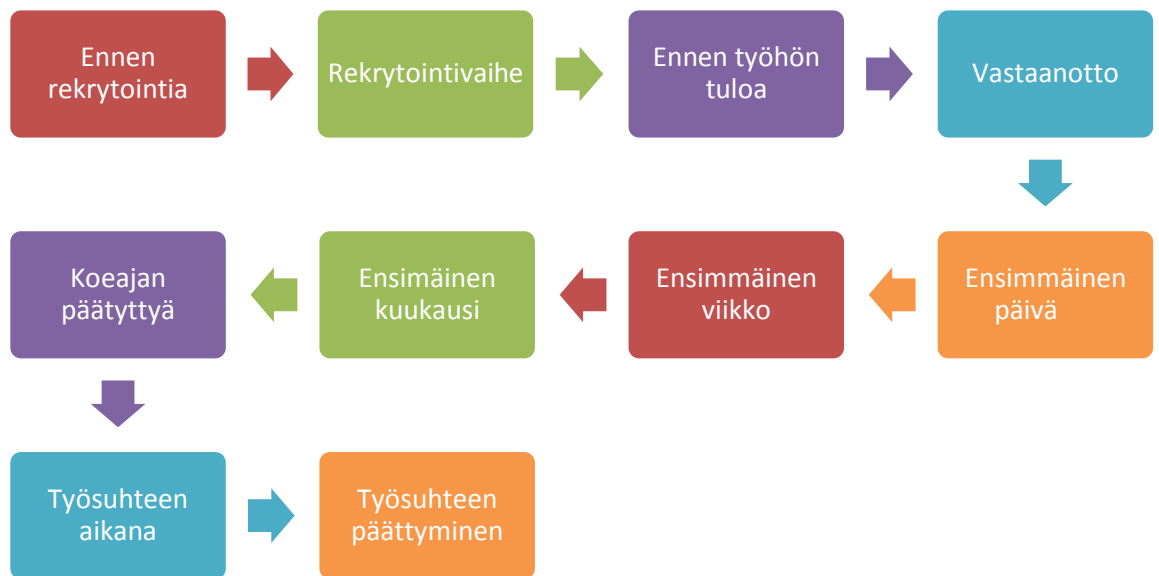 Ennen
rekrytointia
Rekrytointivaihe
Ennen työhön
tuloa
Vastaanotto
Ensimmäinen
päivä
Ensimmäinen
viikko
Ensimäinen
kuukausi
Koeajan
päätyttyä
Työsuhteen
aikana
Työsuhteen
päättyminen